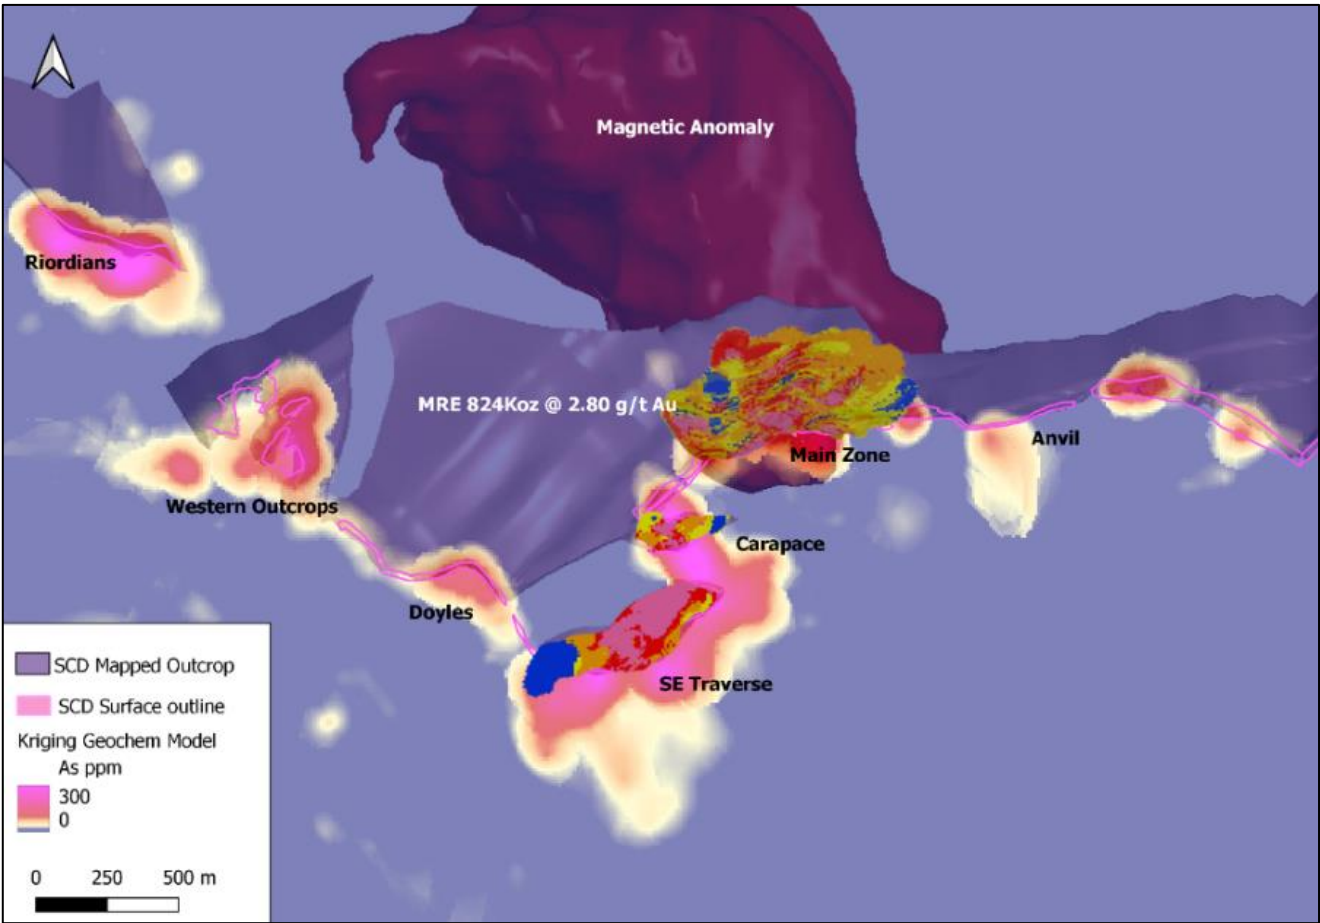 Magnetic Anomaly
Riordians
MRE 824Koz @ 2.80 g/t Au
Main Zone
Anvil
Western Outcrops
Carapace
Doyles
SE Traverse
SCD Mapped Outcrop
SCD Surface outline
Kriging Geochem Model
As ppm
300
0
0 250 500 m